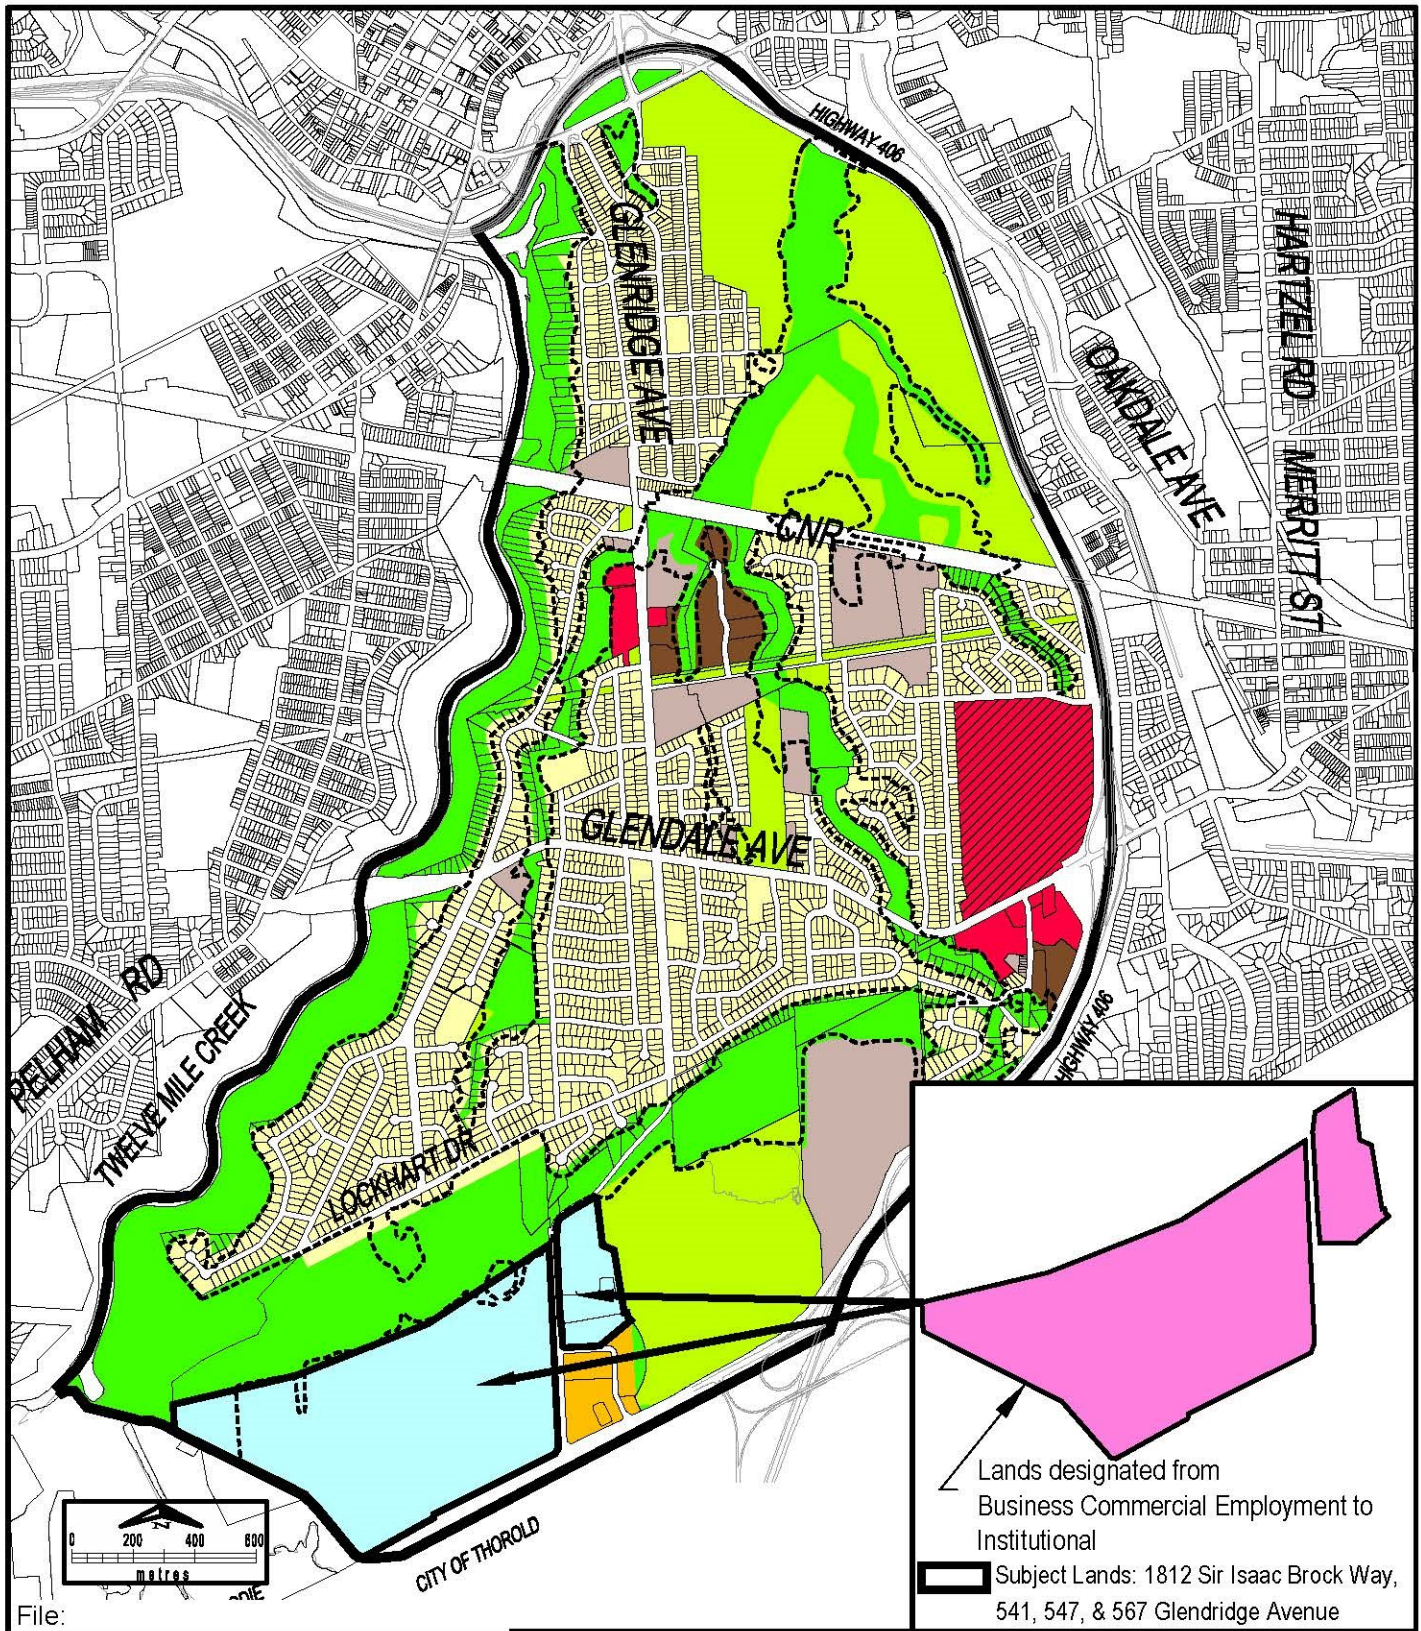 HIGHWAY 406
GLENRIDGE AVE
HARTZEL RD
OAKDALE AVE
MERRITT ST
CNR
GLENDALE AVE
PELHAM RD
TWELVE MILE CREEK
HIGHWAY 406
LOCKHART DR
Lands designated from
Business Commercial Employment to
Institutional
Subject Lands: 1812 Sir Isaac Brock Way,
541, 547, & 567 Glendridge Avenue
N
0 200 400 600
metres
CITY OF THOROLD
File: